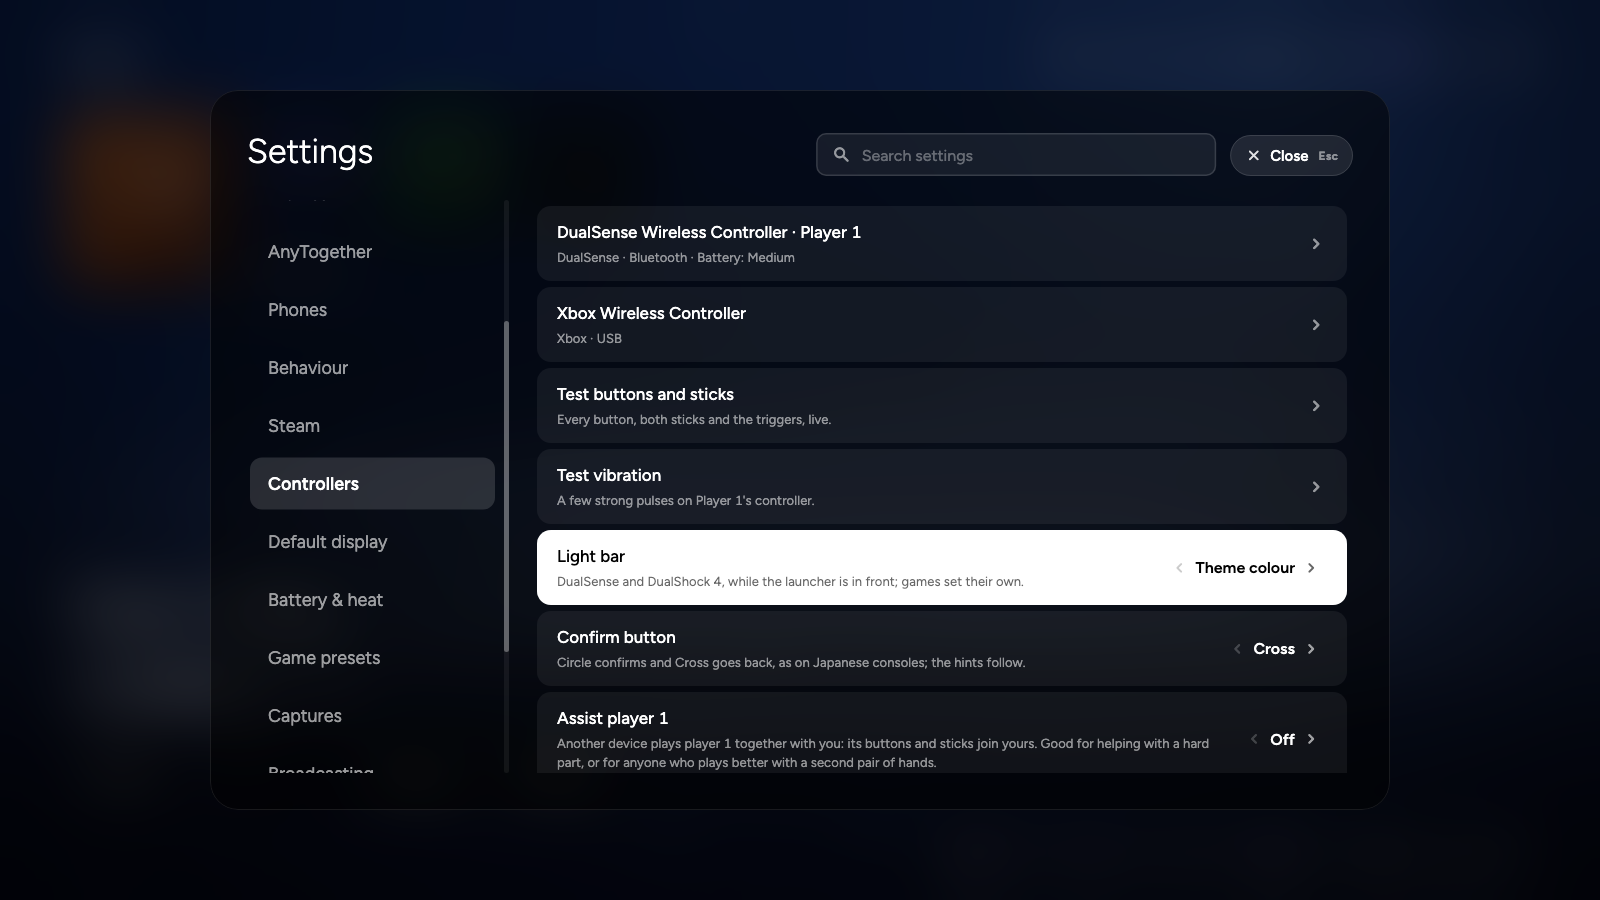 Settings
Search settings
Close Esc
AnyTogether
Phones
Behaviour
Steam
Controllers
Default display
Battery & heat
Game presets
Captures
Broadcasting
DualSense Wireless Controller · Player 1
DualSense · Bluetooth · Battery: Medium
Xbox Wireless Controller
Xbox · USB
Test buttons and sticks
Every button, both sticks and the triggers, live.
Test vibration
A few strong pulses on Player 1's controller.
Light bar
DualSense and DualShock 4, while the launcher is in front; games set their own.
Theme colour
Confirm button
Circle confirms and Cross goes back, as on Japanese consoles; the hints follow.
Cross
Assist player 1
Another device plays player 1 together with you: its buttons and sticks join yours. Good for helping with a hard
part, or for anyone who plays better with a second pair of hands.
Off